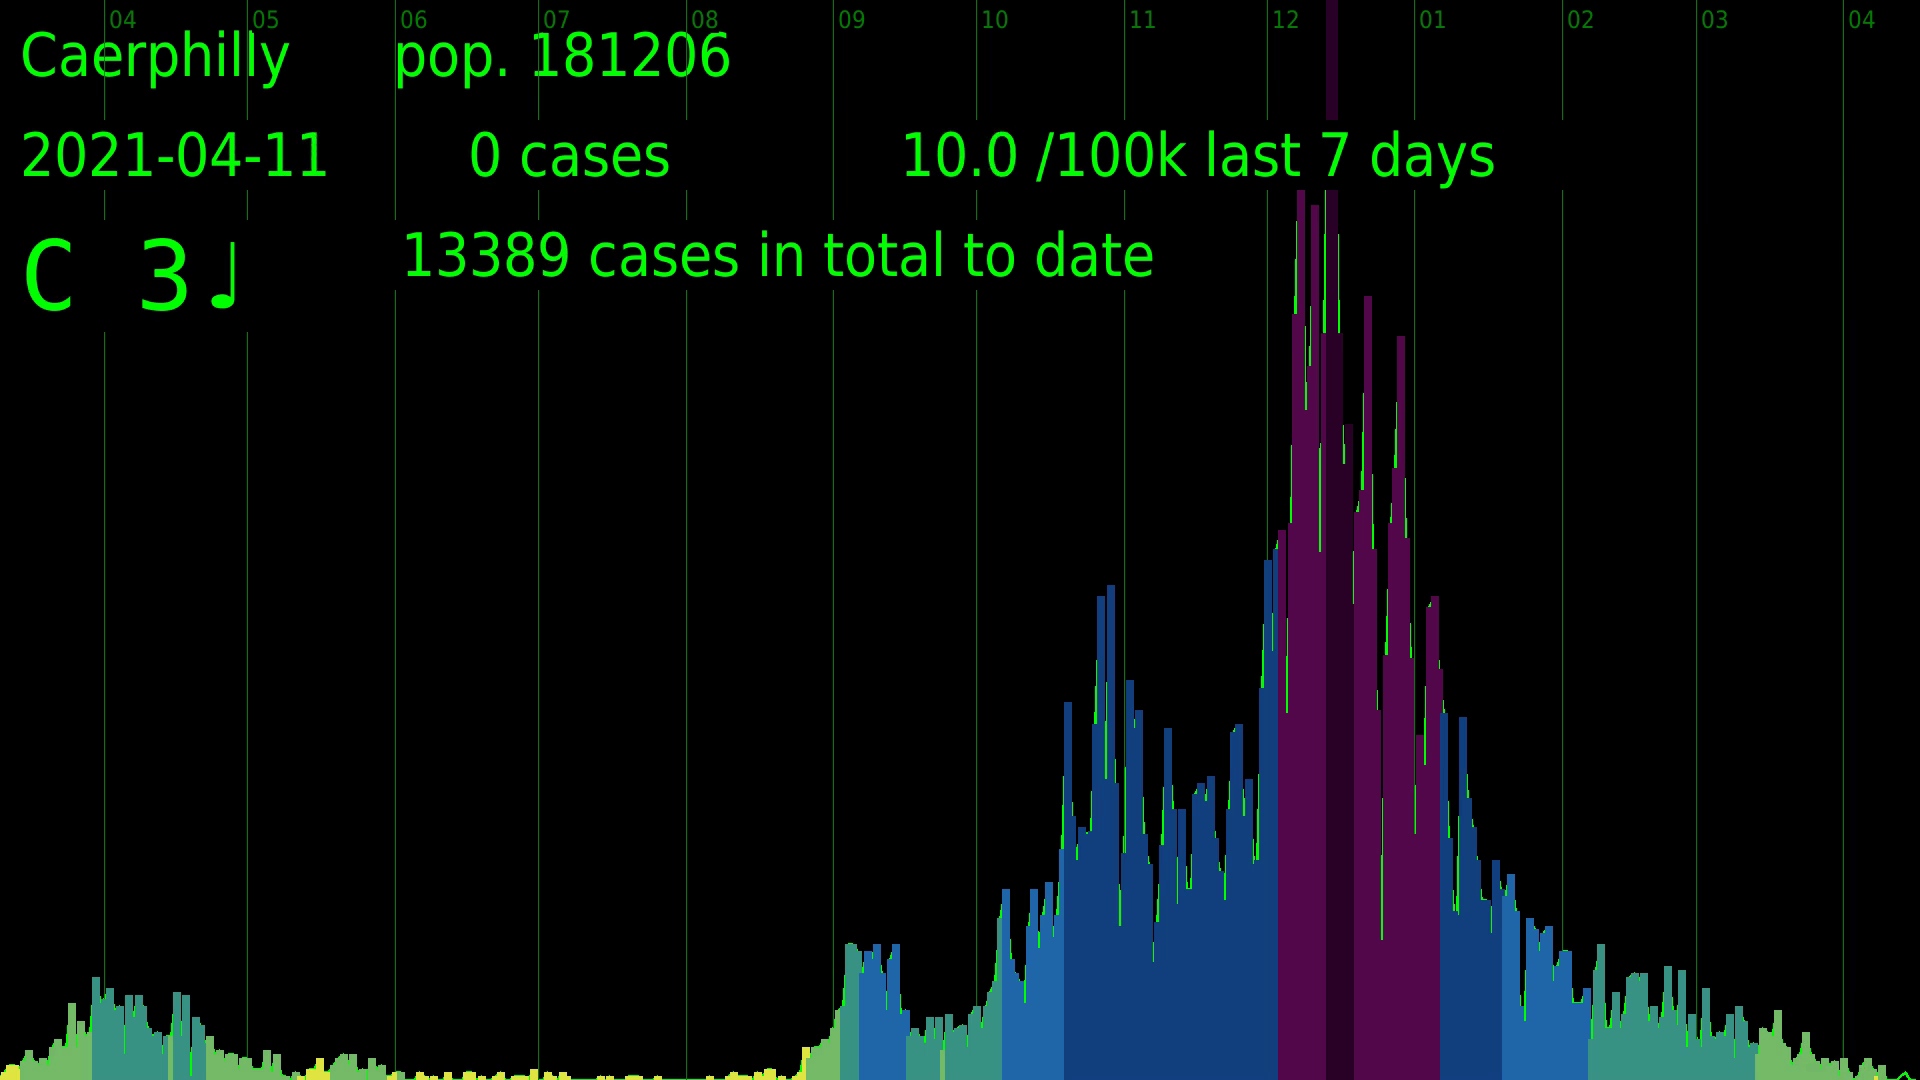 04 05 06 07 08 09 10 11 12 01 02 03 04
Caerphilly pop. 181206
2021-04-11 0 cases 10.0 /100k last 7 days
C 3♩ 13389 cases in total to date